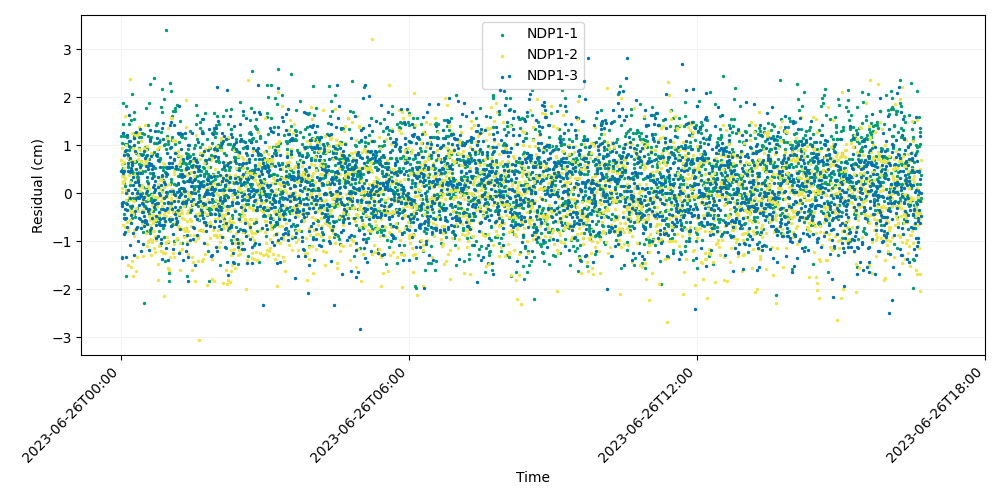 NDP1-1
NDP1-2
NDP1-3
Residual (cm)
3
2
1
0
−1
−2
−3
2023-06-26T00:00
2023-06-26T06:00
2023-06-26T12:00
2023-06-26T18:00
Time